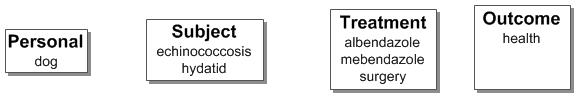 Personal
dog
Subject
echinococcosis
hydatid
Treatment
albendazole
mebendazole
surgery
Outcome
health